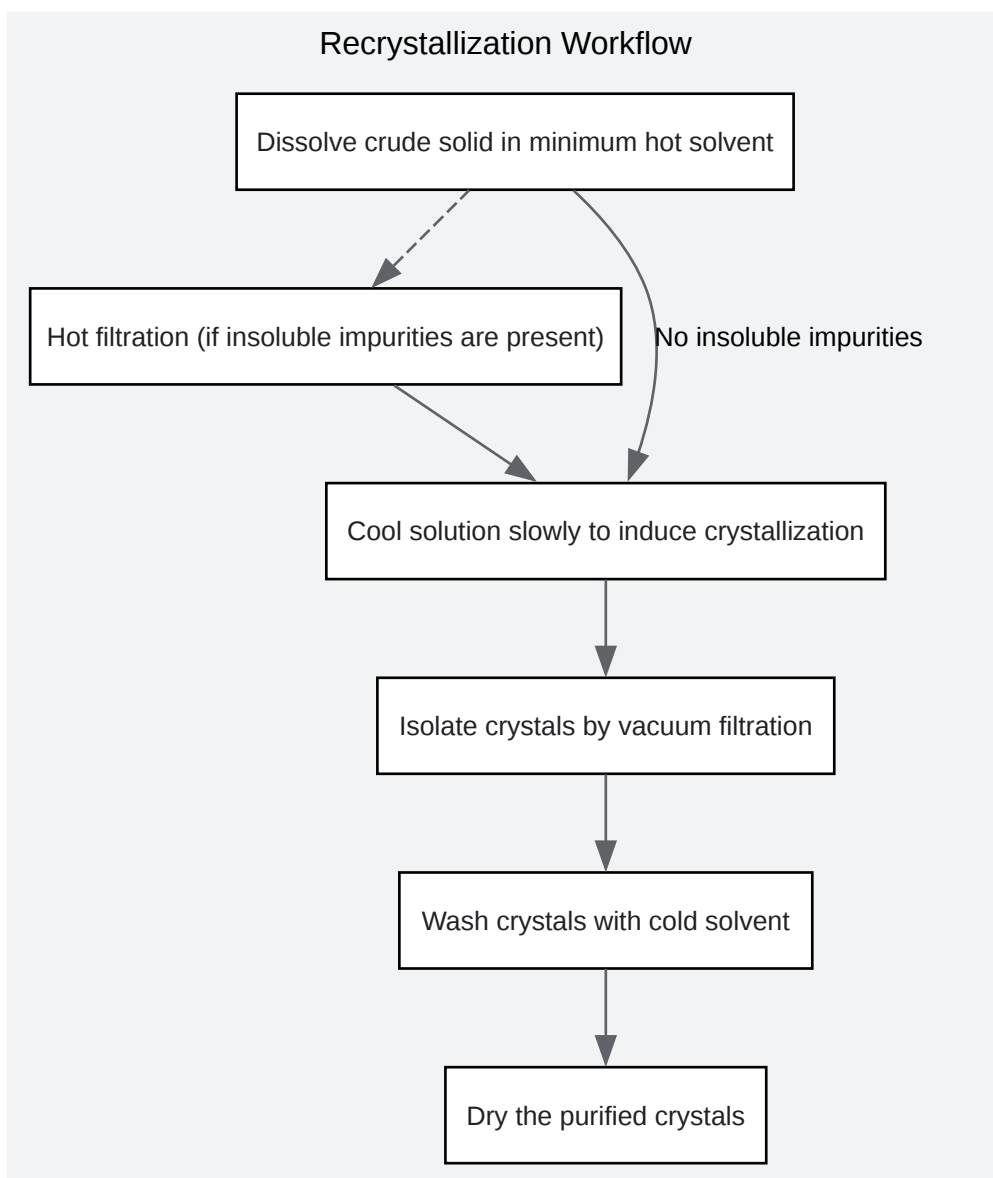 Recrystallization Workflow
Dissolve crude solid in minimum hot solvent
Hot filtration (if insoluble impurities are present)
No insoluble impurities
Cool solution slowly to induce crystallization
Isolate crystals by vacuum filtration
Wash crystals with cold solvent
Dry the purified crystals